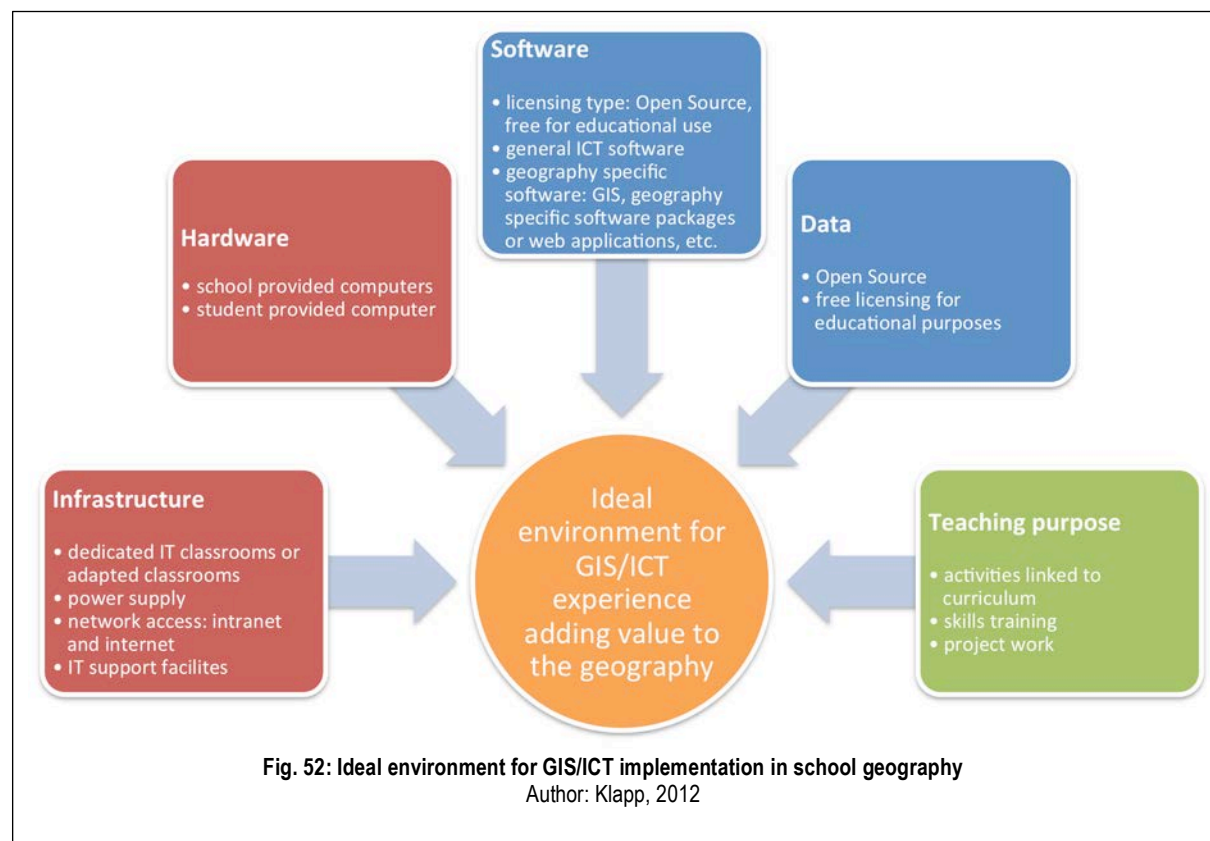 Software
• licensing type: Open Source,
free for educational use
• general ICT software
• geography specific
software: GIS, geography
specific software packages
or web applications, etc.
Hardware
• school provided computers
• student provided computer
Data
• Open Source
• free licensing for
educational purposes
Infrastructure
• dedicated IT classrooms or
adapted classrooms
• power supply
• network access: intranet
and internet
• IT support facilites
Ideal
environment for
GIS/ICT
experience
adding value to
the geography
Teaching purpose
• activities linked to
curriculum
• skills training
• project work
Fig. 52: Ideal environment for GIS/ICT implementation in school geography
Author: Klapp, 2012